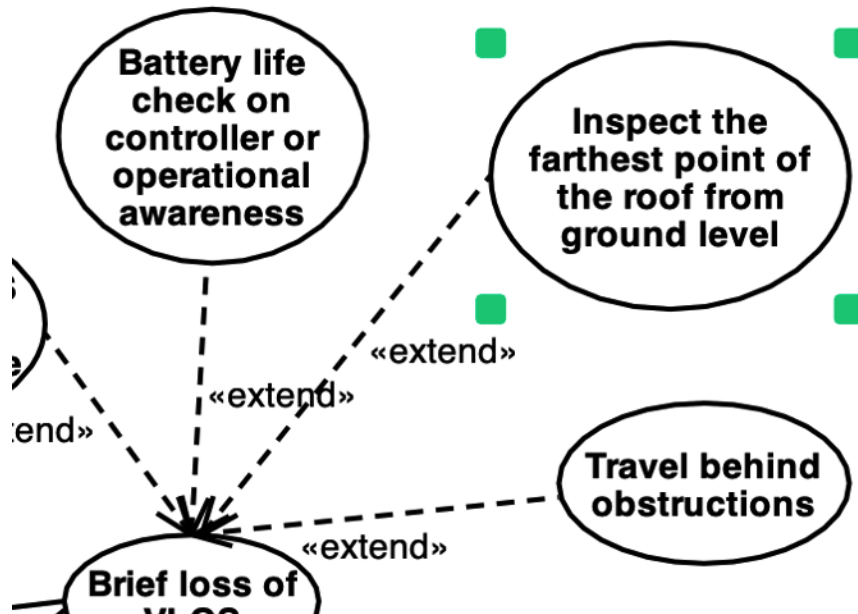 Battery life
check on
controller or
operational
awareness
Inspect the
farthest point of
the roof from
ground level
«extend»
«extend»
Travel behind
obstructions
«extend»
Brief loss of
VLOS